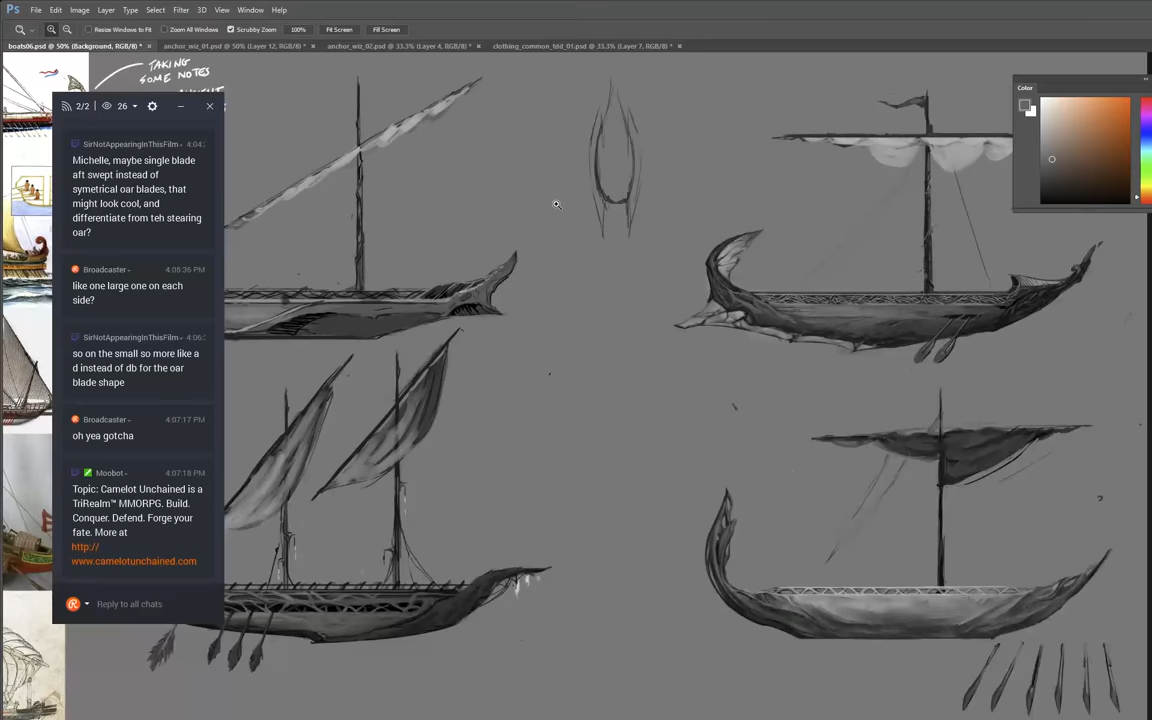 Ps File Edit Image Layer Type Select Filter 3D View Window Help
Resize Windows to Fit Zoom All Windows Scrubby Zoom 100% Fit Screen Fill Screen
boats06.psd @ 50% (Background, RGB/8) * × anchor_wiz_01.psd @ 50% (Layer 12, RGB/8) * × anchor_wiz_02.psd @ 33.3% (Layer 4, RGB/8) * × clothing_common_tdd_01.psd @ 33.3% (Layer 7, RGB/8) * ×
TAKING
SOME NOTES
Color
2/2 26
SirNotAppearingInThisFilm 4:04:
Michelle, maybe single blade
aft swept instead of
symetrical oar blades, that
might look cool, and
differentiate from teh stearing
oar?
Broadcaster 4:05:36 PM
like one large one on each
side?
SirNotAppearingInThisFilm 4:06:
so on the small so more like a
d instead of db for the oar
blade shape
Broadcaster 4:07:17 PM
oh yea gotcha
Moobot 4:07:18 PM
Topic: Camelot Unchained is a
TriRealm™ MMORPG. Build.
Conquer. Defend. Forge your
fate. More at
http://
www.camelotunchained.com
Reply to all chats